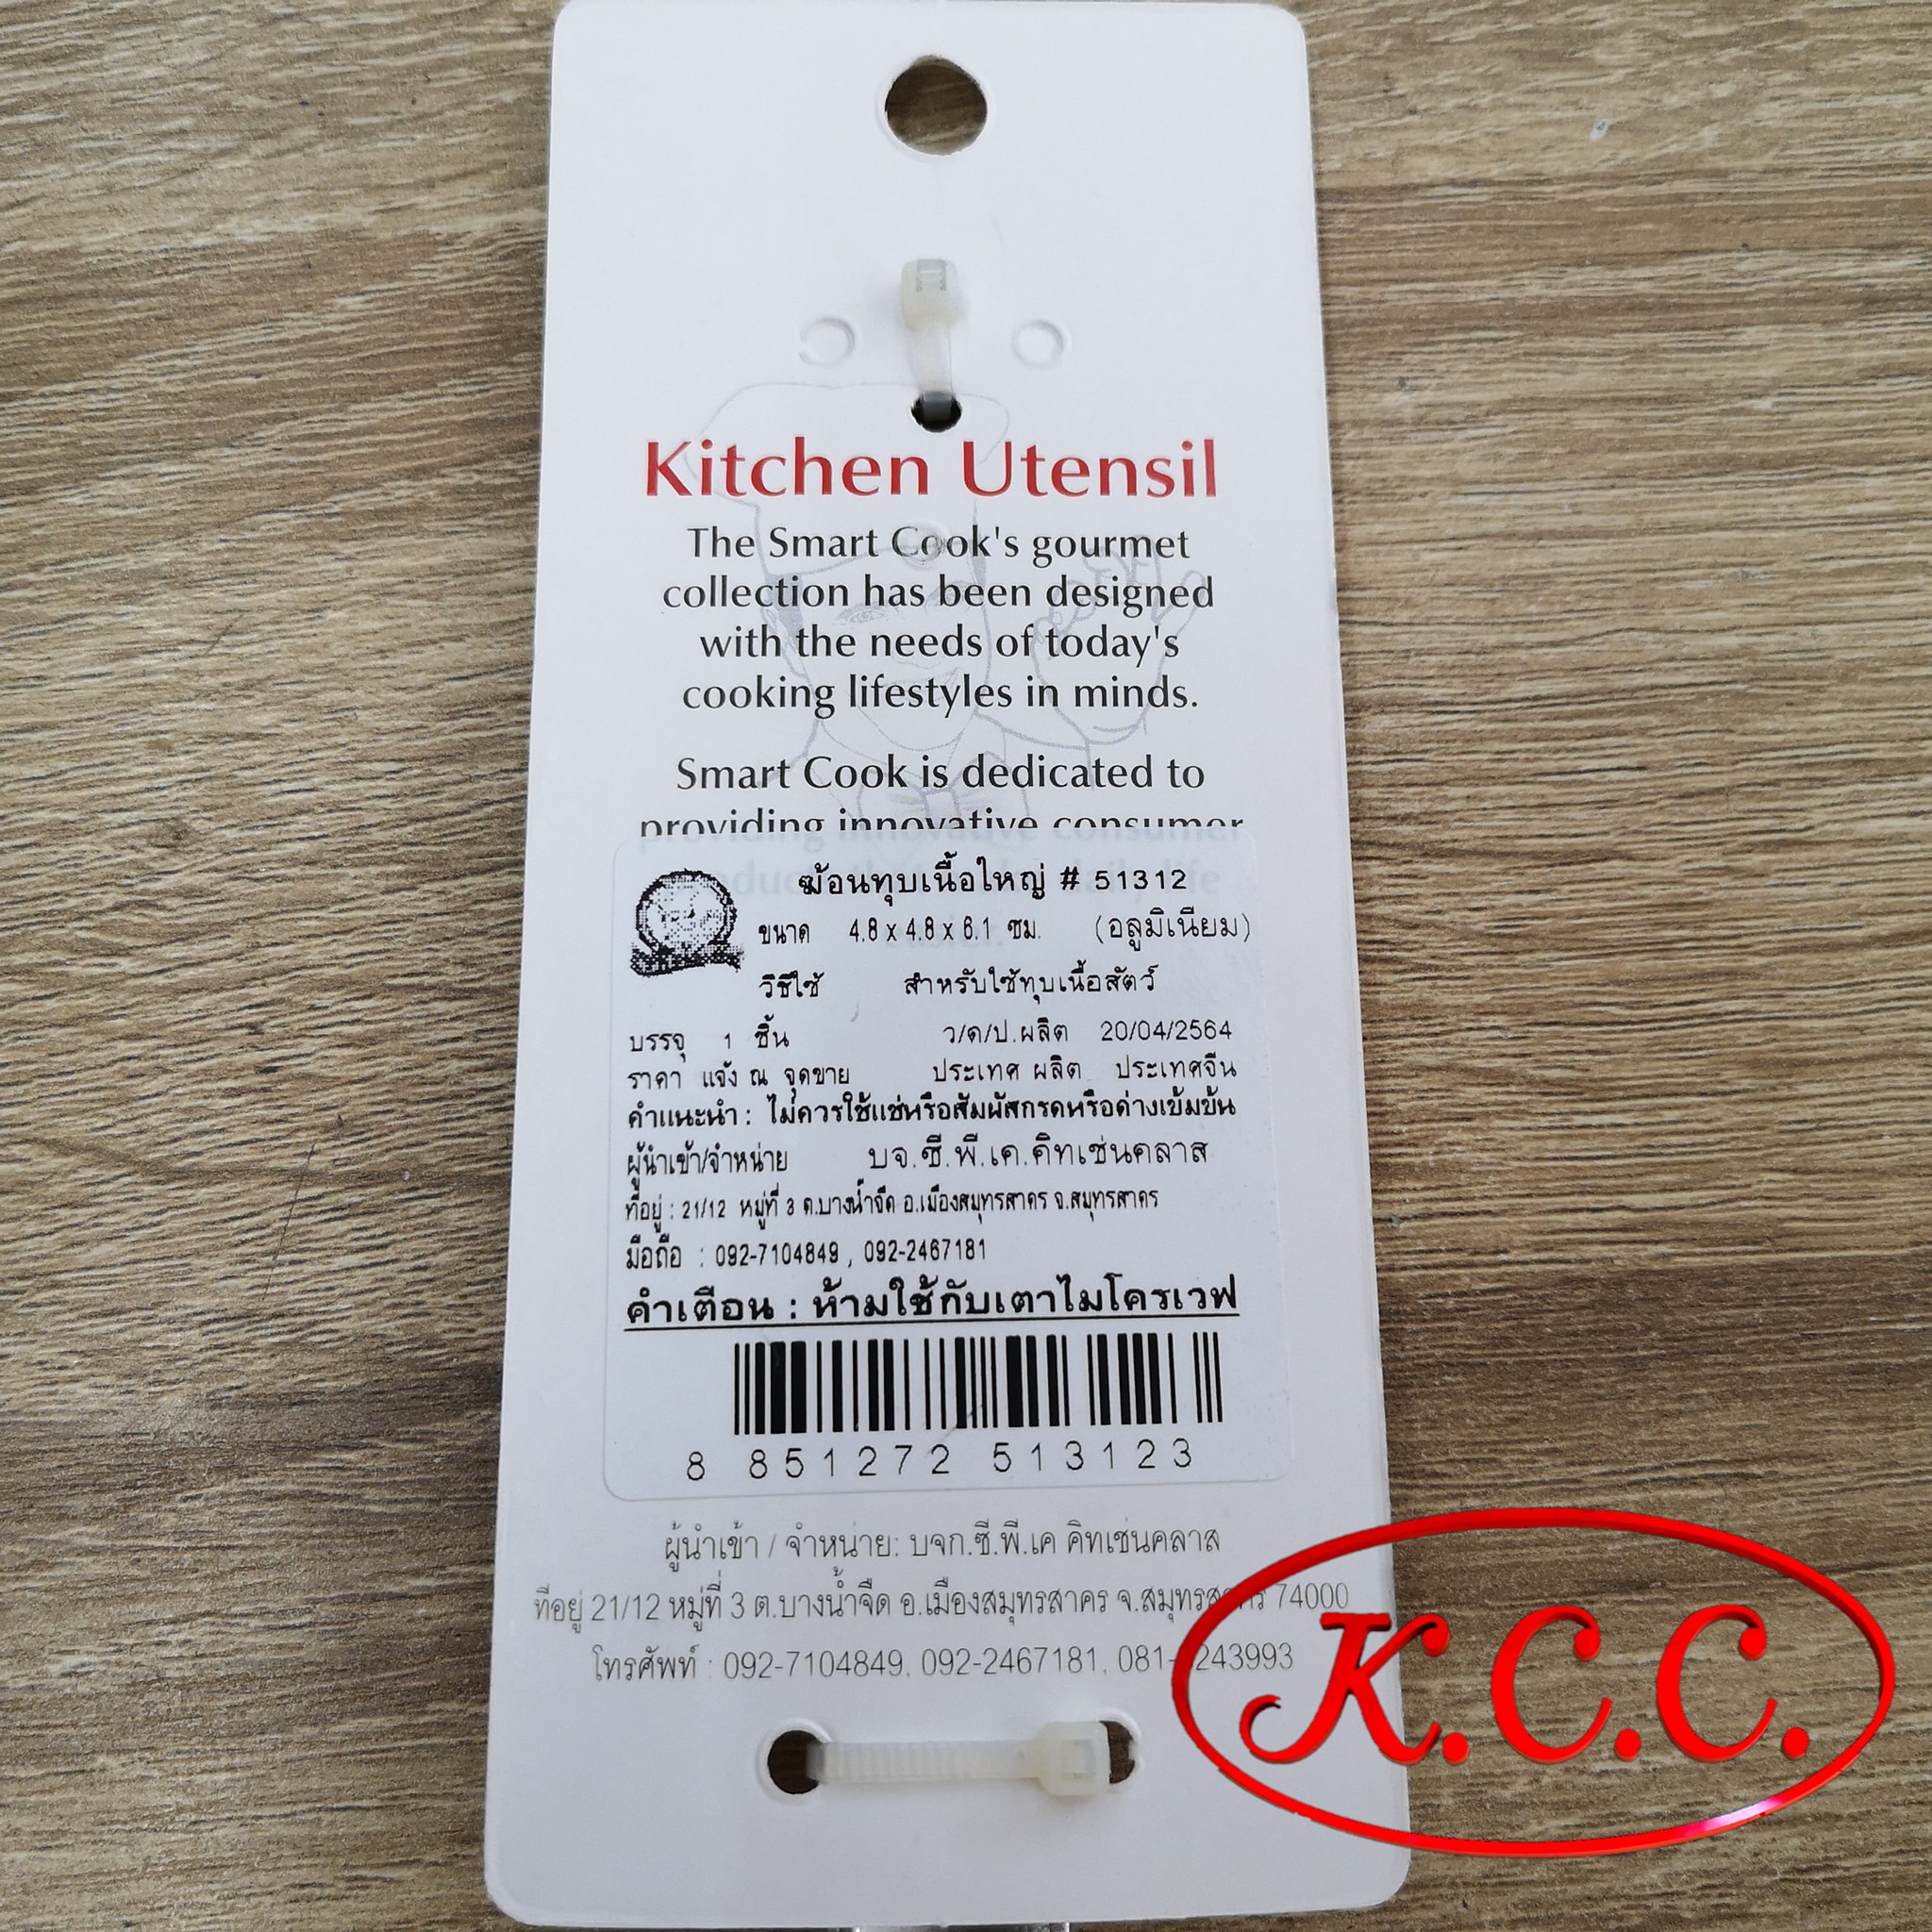 Kitchen Utensil
The Smart Cook's gourmet
collection has been designed
with the needs of today's
cooking lifestyles in minds.
Smart Cook is dedicated to
providing innovative consumer
ฆ้อนทุบเนื้อใหญ่ # 51312
ขนาด 4.8 x 4.8 x 6.1 ซม. (อลูมิเนียม)
วิธีใช้ สำหรับใช้ทุบเนื้อสัตว์
บรรจุ 1 ชิ้น ว/ด/ป.ผลิต 20/04/2564
ราคา แจ้ง ณ จุดขาย ประเทศ ผลิต ประเทศจีน
คำแนะนำ : ไม่ควรใช้แช่หรือสัมผัสกรดหรือด่างเข้มข้น
ผู้นำเข้า/จำหน่าย บจ.ซี.พี.เค.คิทเช่นคลาส
ที่อยู่ : 21/12 หมู่ที่ 3 ต.บางน้ำจืด อ.เมืองสมุทรสาคร จ.สมุทรสาคร
มือถือ : 092-7104849 , 092-2467181
คำเตือน : ห้ามใช้กับเตาไมโครเวฟ
8 851272 513123
ผู้นำเข้า / จำหน่าย: บจก.ซี.พี.เค คิทเช่นคลาส
ที่อยู่ 21/12 หมู่ที่ 3 ต.บางน้ำจืด อ.เมืองสมุทรสาคร จ.สมุทรสาคร 74000
โทรศัพท์ : 092-7104849, 092-2467181,
K.C.C.